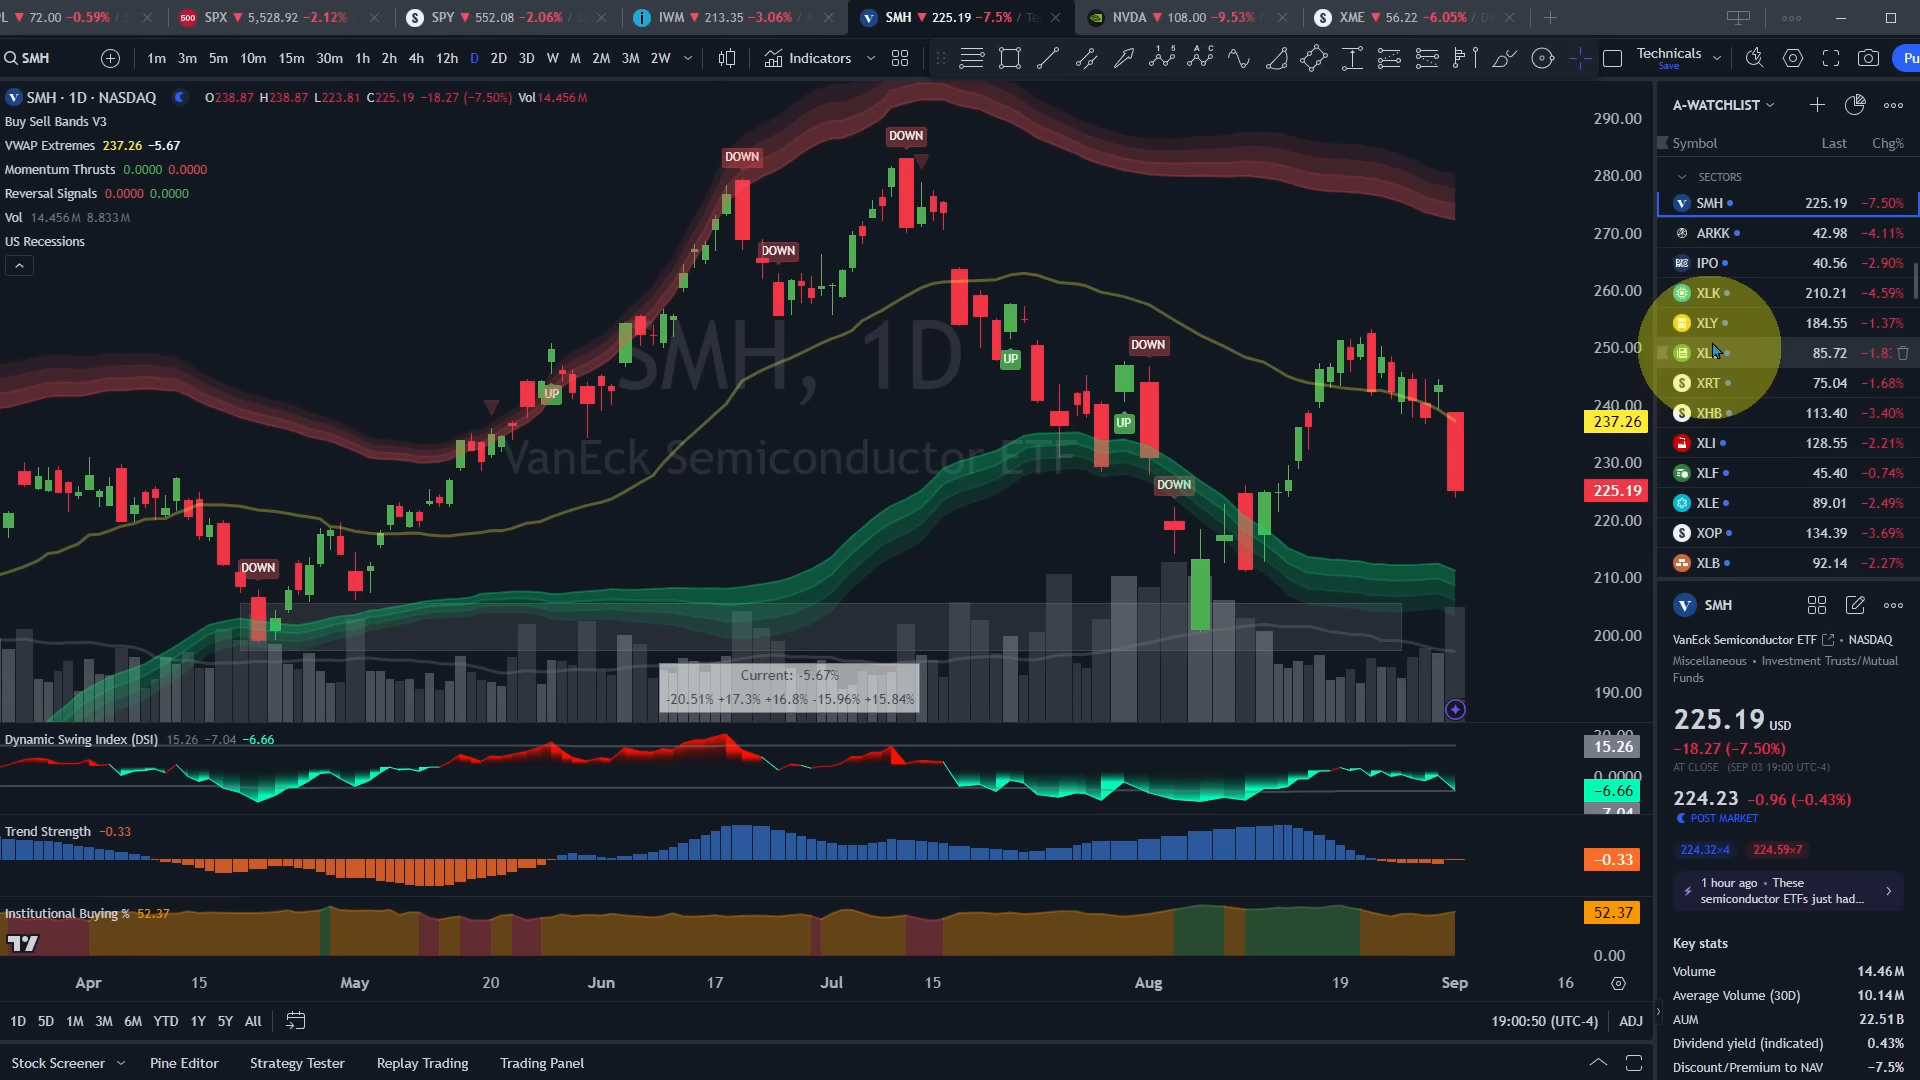 72.00 −0.59%
500 SPX 5,528.92 −2.12%
SPY 552.08 −2.06%
IWM 213.35 −3.06%
SMH 225.19 −7.5%
NVDA 108.00 −9.53%
XME 56.22 −6.05%
SMH 1m 3m 5m 10m 15m 30m 1h 2h 4h 12h D 2D 3D W M 2M 3M 2W Indicators Technicals
Save
Pu
SMH · 1D · NASDAQ O238.87 H238.87 L223.81 C225.19 −18.27 (−7.50%) Vol14.456M
Buy Sell Bands V3
VWAP Extremes 237.26 −5.67
Momentum Thrusts 0.0000 0.0000
Reversal Signals 0.0000 0.0000
Vol 14.456M 8.833M
US Recessions
DOWN
DOWN
DOWN
DOWN
DOWN
DOWN
UP
UP
UP
SMH, 1D
VanEck Semiconductor ETF
290.00
280.00
270.00
260.00
250.00
240.00
237.26
230.00
225.19
220.00
210.00
200.00
190.00
Current: -5.67%
-20.51% +17.3% +16.8% -15.96% +15.84%
Dynamic Swing Index (DSI) 15.26 −7.04 −6.66
15.26
0.0000
−6.66
Trend Strength −0.33
−0.33
Institutional Buying % 52.37
52.37
0.00
Apr 15 May 20 Jun 17 Jul 15 Aug 19 Sep 16
1D 5D 1M 3M 6M YTD 1Y 5Y All
19:00:50 (UTC-4) ADJ
Stock Screener Pine Editor Strategy Tester Replay Trading Trading Panel
A-WATCHLIST
Symbol Last Chg%
SECTORS
SMH 225.19 −7.50%
ARKK 42.98 −4.11%
IPO 40.56 −2.90%
XLK 210.21 −4.59%
XLY 184.55 −1.37%
85.72
XRT 75.04 −1.68%
XHB 113.40 −3.40%
XLI 128.55 −2.21%
XLF 45.40 −0.74%
XLE 89.01 −2.49%
XOP 134.39 −3.69%
XLB 92.14 −2.27%
SMH
VanEck Semiconductor ETF • NASDAQ
Miscellaneous • Investment Trusts/Mutual
Funds
225.19 USD
−18.27 (−7.50%)
AT CLOSE (SEP 03 19:00 UTC-4)
224.23 −0.96 (−0.43%)
POST MARKET
224.32×4 224.59×7
1 hour ago • These
semiconductor ETFs just had...
Key stats
Volume 14.46M
Average Volume (30D) 10.14M
AUM 22.51B
Dividend yield (indicated) 0.43%
Discount/Premium to NAV −7.5%